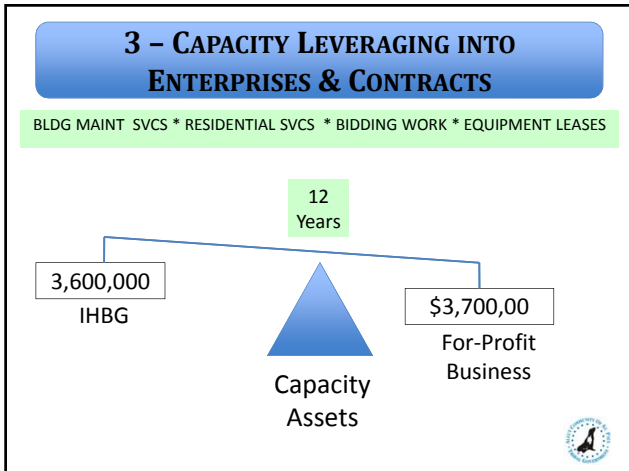 3 – CAPACITY LEVERAGING INTO
ENTERPRISES & CONTRACTS
BLDG MAINT SVCS * RESIDENTIAL SVCS * BIDDING WORK * EQUIPMENT LEASES
12
Years
3,600,000
IHBG
$3,700,00
For-Profit
Business
Capacity
Assets